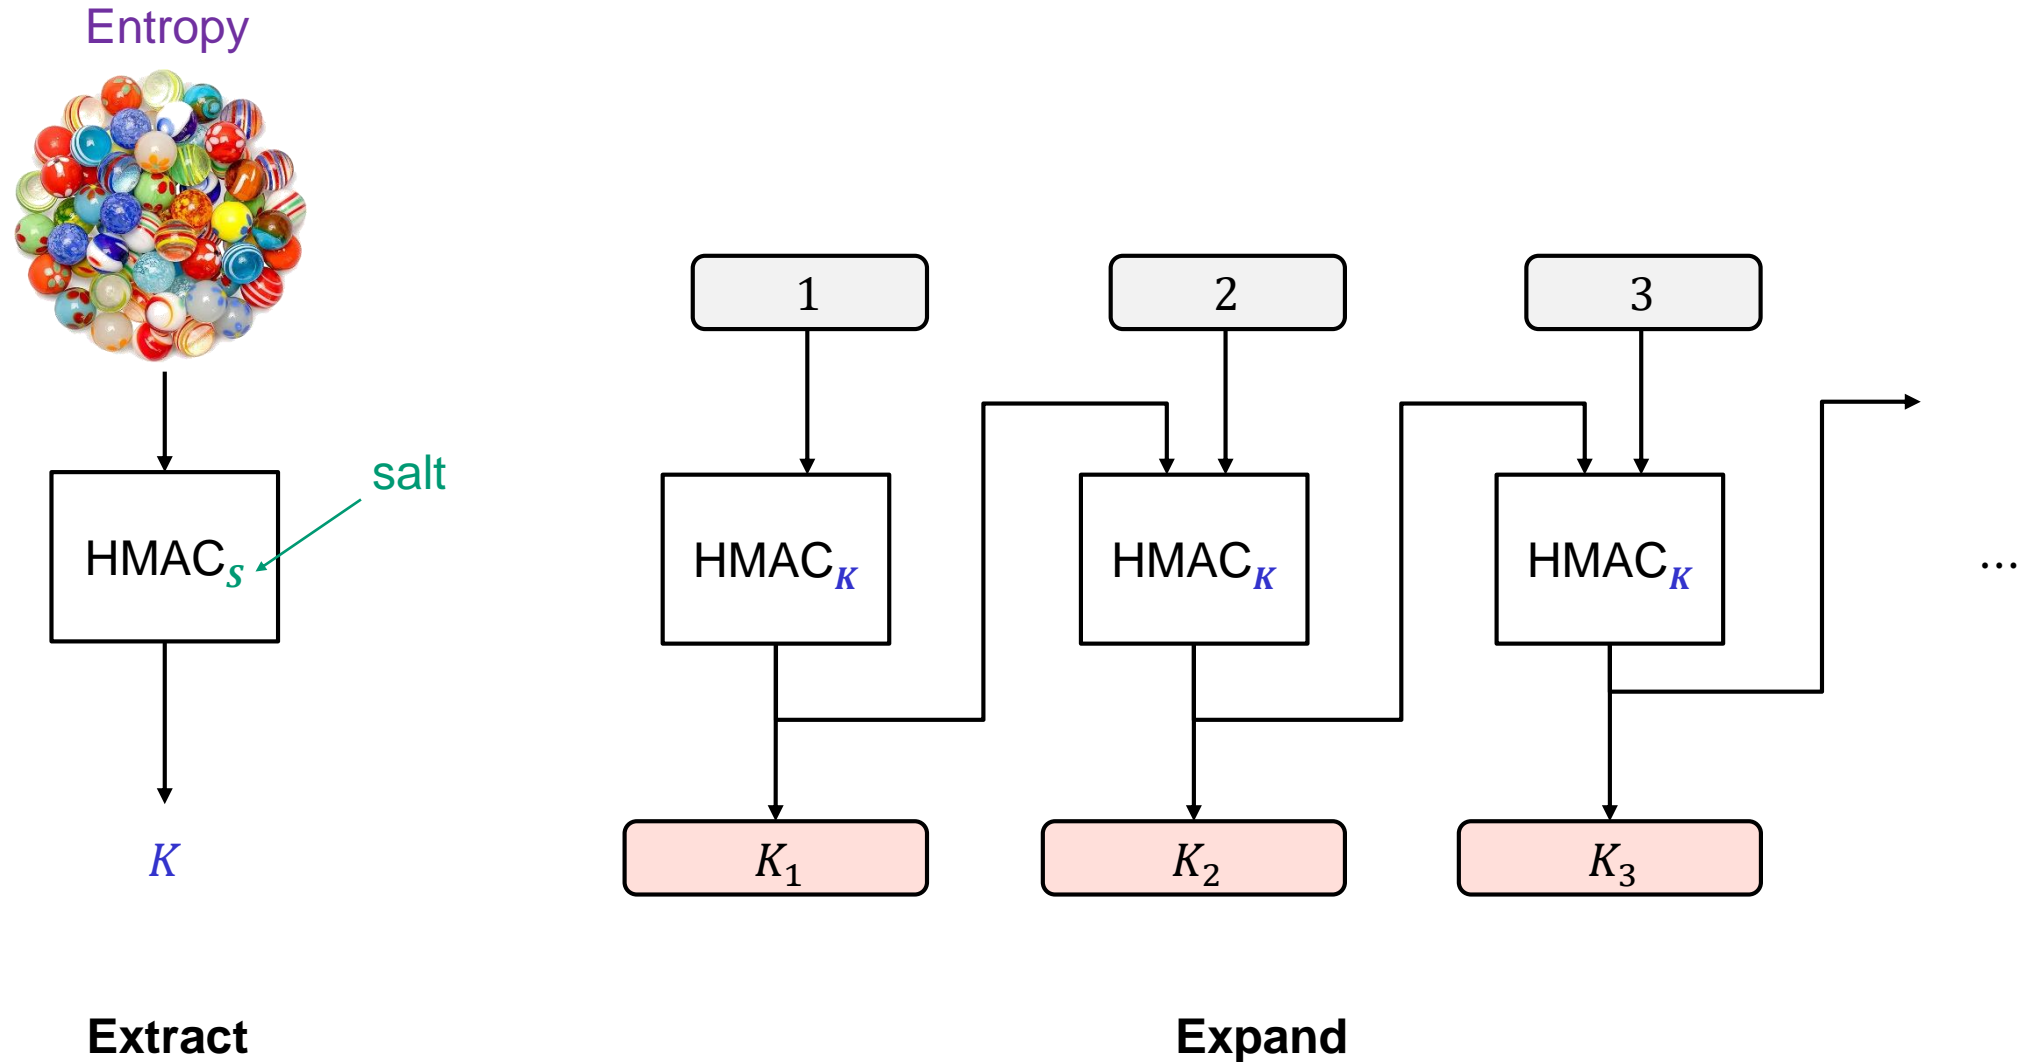 Entropy
1
2
3
salt
HMAC_S
HMAC_K
HMAC_K
HMAC_K
...
K
K_1
K_2
K_3
Extract
Expand